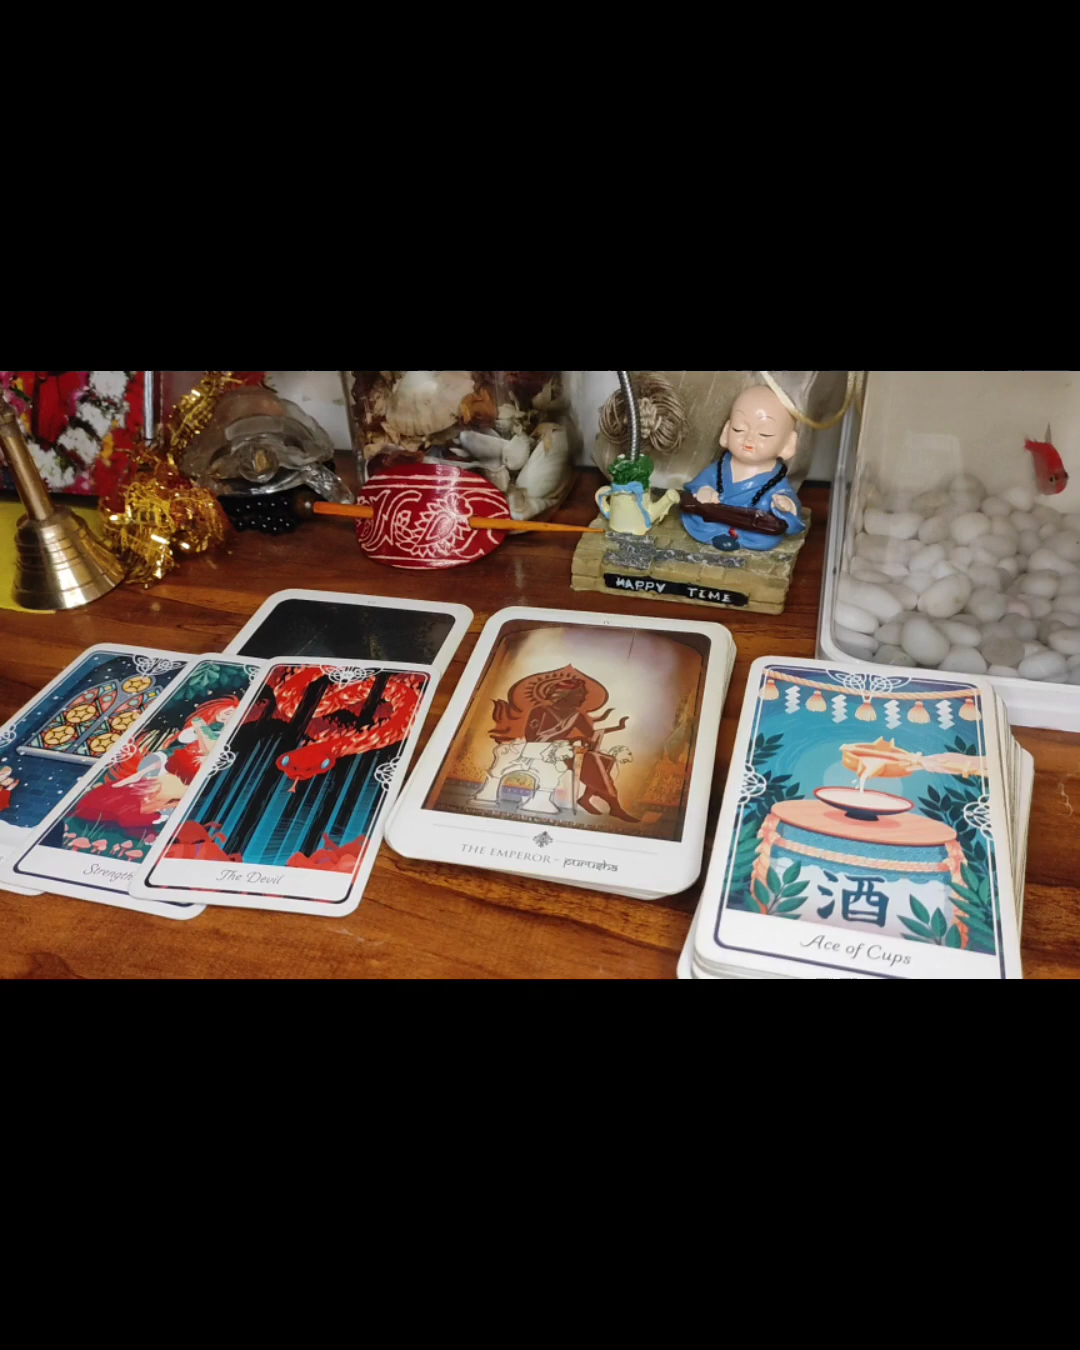 HAPPY TIME
Strength
The Devil
THE EMPEROR - purusha
酒
Ace of Cups